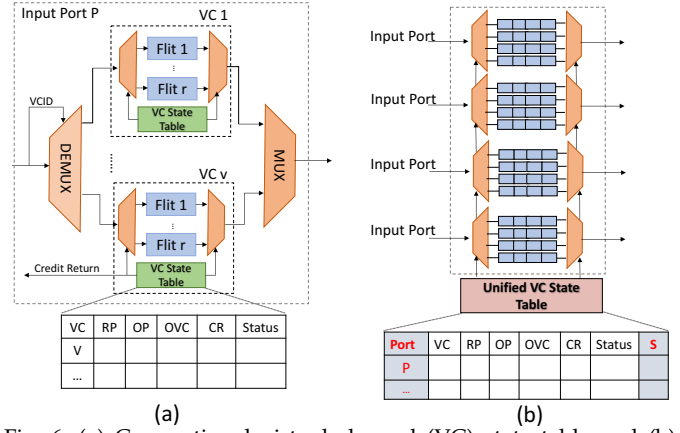 Input Port P
VC 1
Flit 1
...
Flit r
VC State
Table
VCID
DEMUX
MUX
......
VC v
Flit 1
...
Flit r
VC State
Table
Credit Return
VC RP OP OVC CR Status
V
...
(a)
Input Port
Input Port
Input Port
Input Port
Unified VC State
Table
Port VC RP OP OVC CR Status S
P
...
(b)